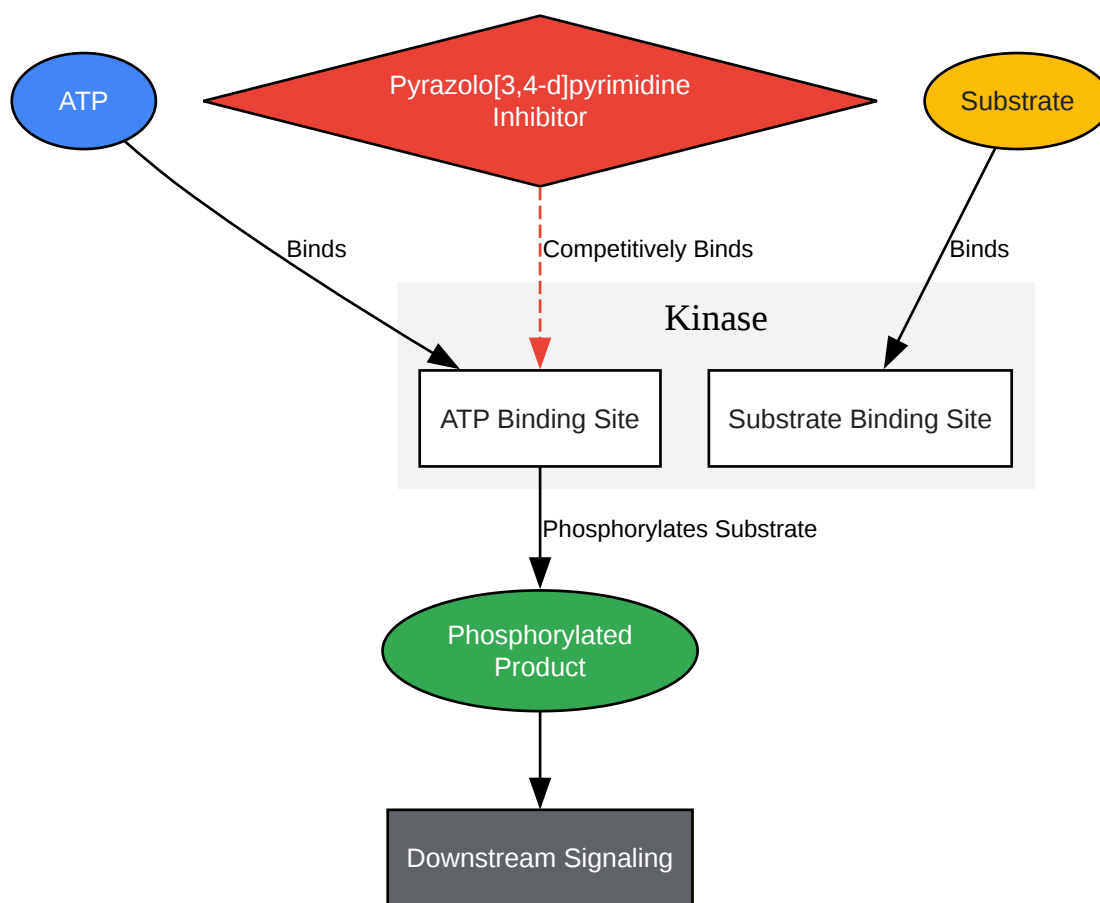 ATP
Pyrazolo[3,4-d]pyrimidine
Inhibitor
Substrate
Binds
Competitively Binds
Binds
Kinase
ATP Binding Site
Substrate Binding Site
Phosphorylates Substrate
Phosphorylated
Product
Downstream Signaling